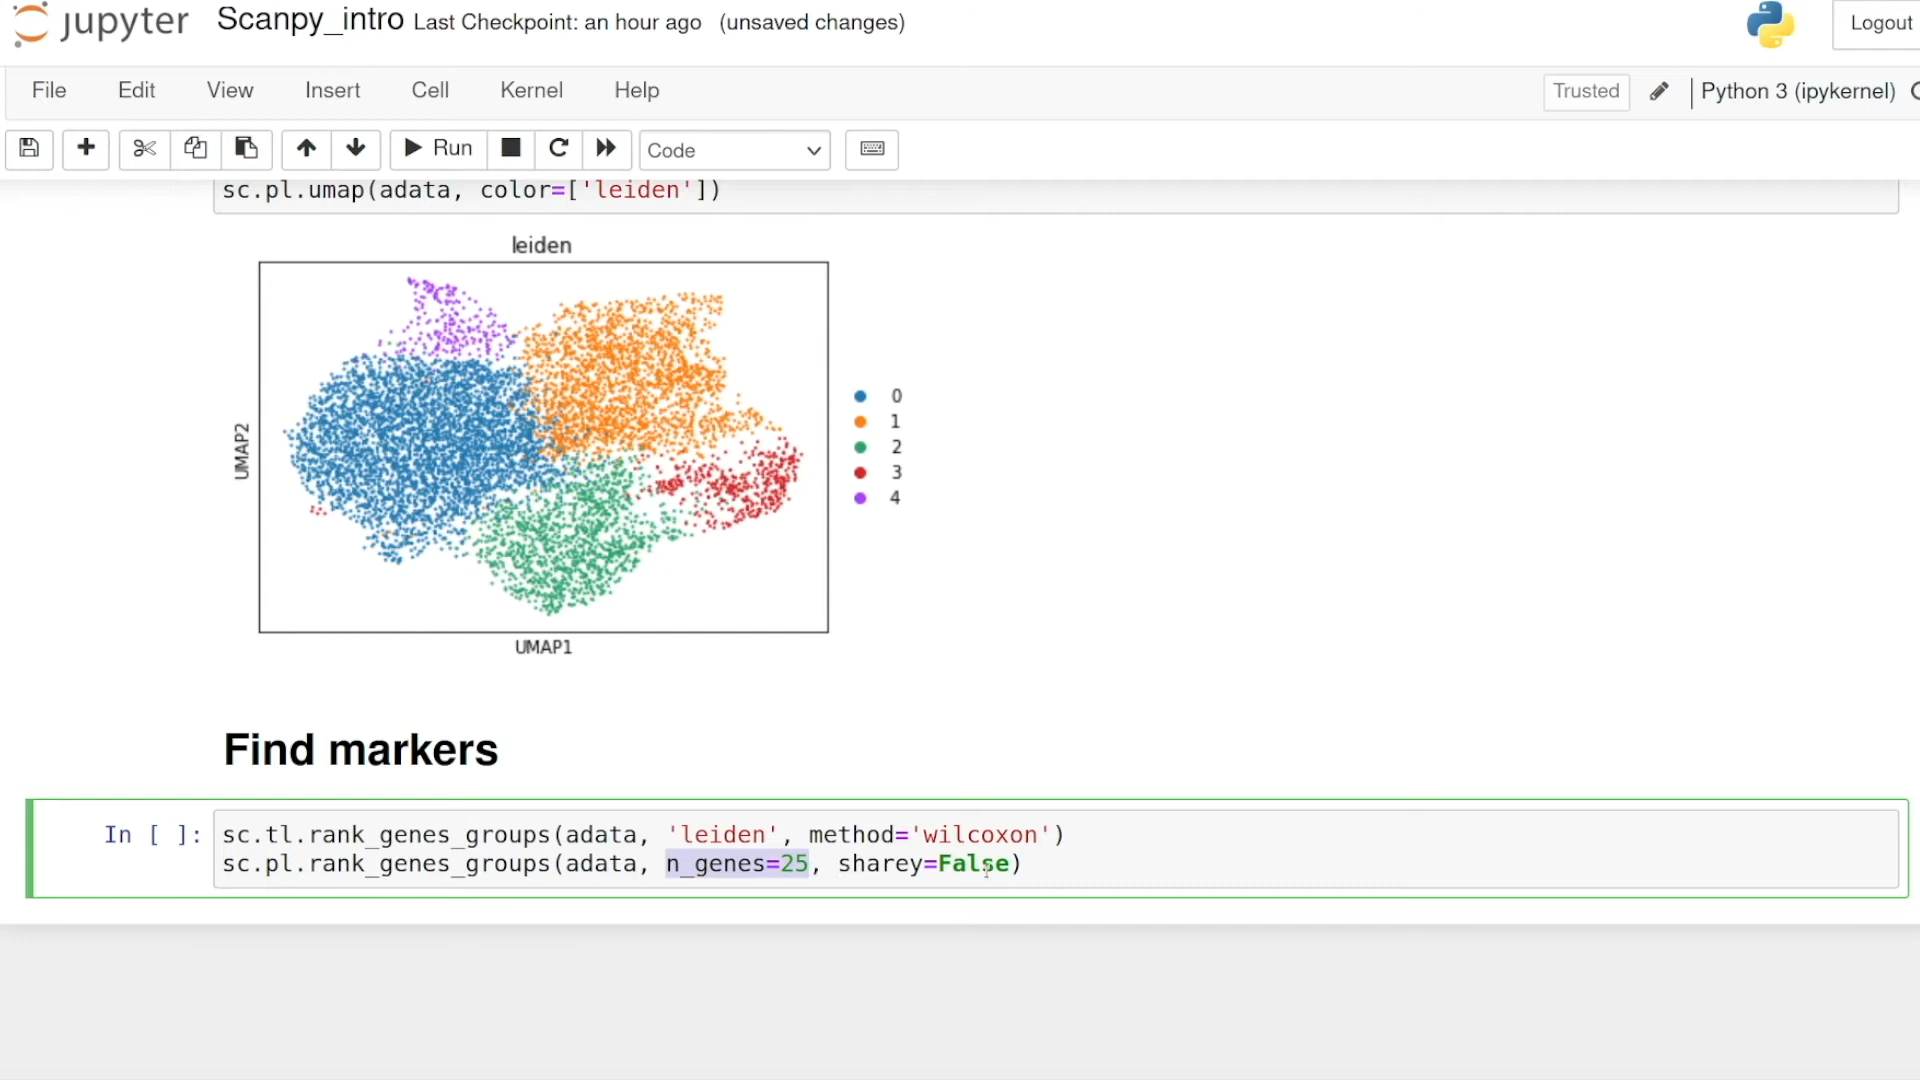 jupyter Scanpy_intro Last Checkpoint: an hour ago (unsaved changes) Logout
File Edit View Insert Cell Kernel Help Trusted Python 3 (ipykernel)
Run Code
sc.pl.umap(adata, color=['leiden'])
leiden
UMAP2
0
1
2
3
4
UMAP1
Find markers
In [ ]: sc.tl.rank_genes_groups(adata, 'leiden', method='wilcoxon')
sc.pl.rank_genes_groups(adata, n_genes=25, sharey=False)